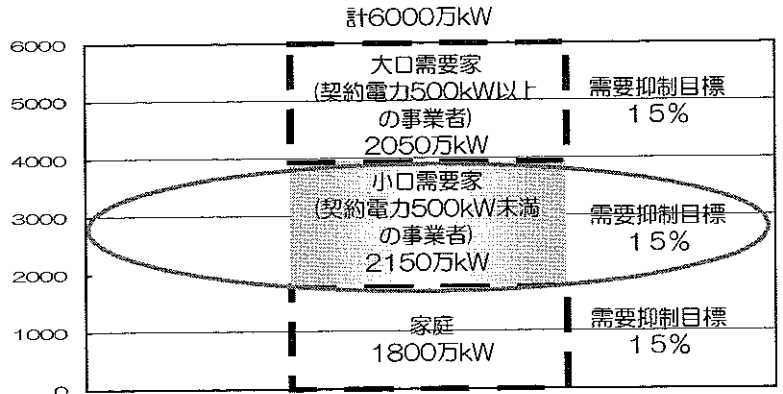 計6000万kW
6000
5000
4000
3000
2000
1000
0
大口需要家
(契約電力500kW以上
の事業者)
2050万kW
需要抑制目標
15%
小口需要家
(契約電力500kW未満
の事業者)
2150万kW
需要抑制目標
15%
家庭
1800万kW
需要抑制目標
15%